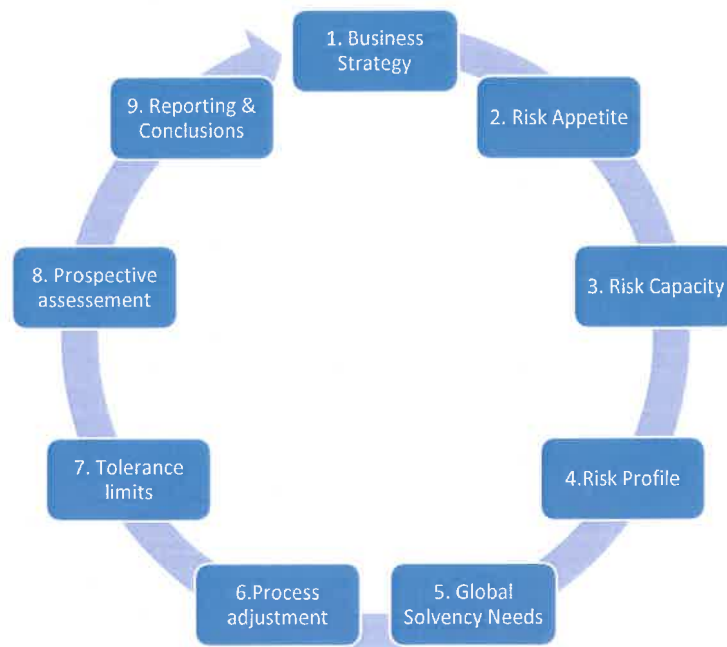 1. Business
Strategy
2. Risk Appetite
3. Risk Capacity
4.Risk Profile
5. Global
Solvency Needs
6.Process
adjustment
7. Tolerance
limits
8. Prospective
assessement
9. Reporting &
Conclusions